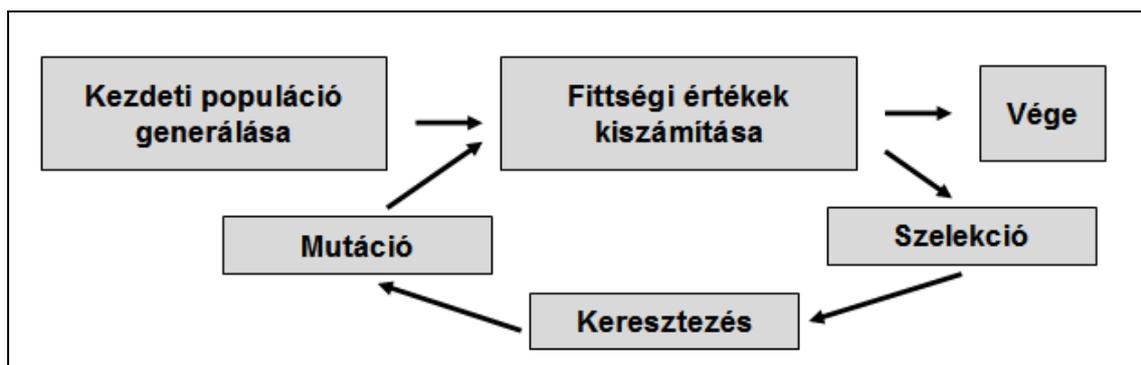 Kezdeti populáció
generálása
Fittségi értékek
kiszámítása
Vége
Mutáció
Szelekció
Keresztezés